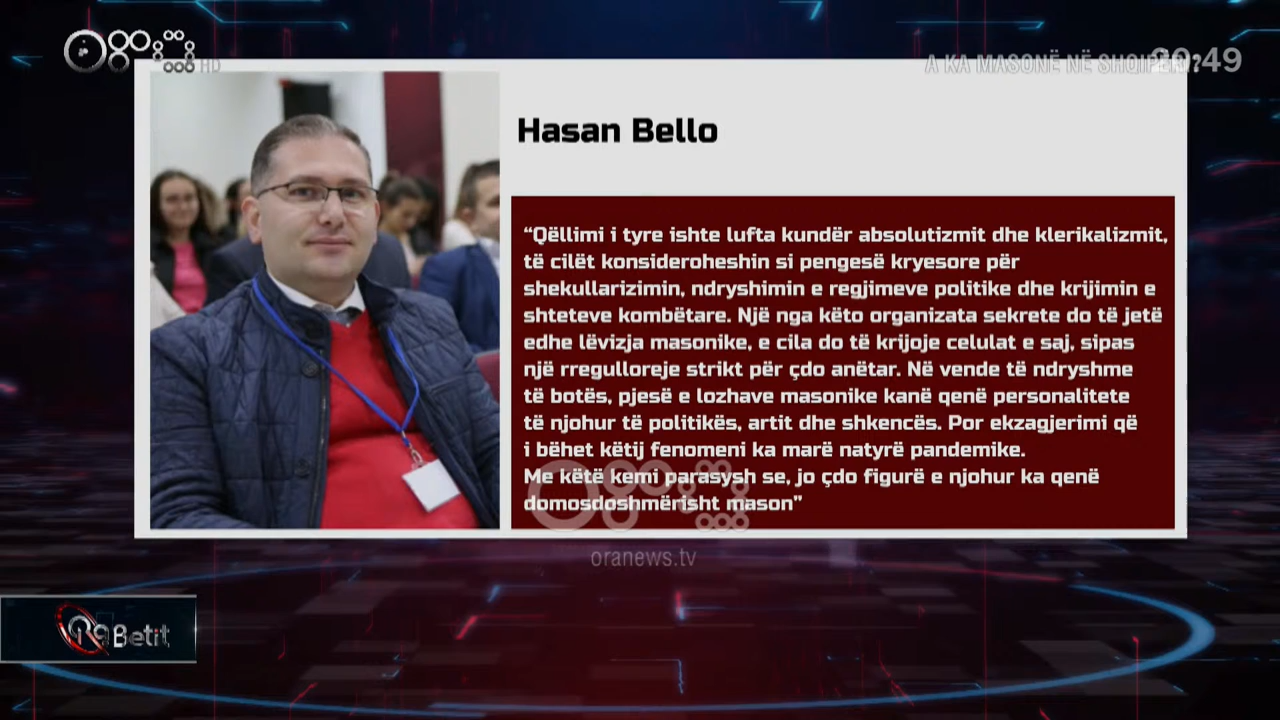 ora
HD
A KA MASONË NË SHQIPËRI?
20:49
Hasan Bello
“Qëllimi i tyre ishte lufta kundër absolutizmit dhe klerikalizmit,
të cilët konsideroheshin si pengesë kryesore për
shekullarizimin, ndryshimin e regjimeve politike dhe krijimin e
shteteve kombëtare. Një nga këto organizata sekrete do të jetë
edhe lëvizja masonike, e cila do të krijoje celulat e saj, sipas
një rregulloreje strikt për çdo anëtar. Në vende të ndryshme
të botës, pjesë e lozhave masonike kanë qenë personalitete
të njohur të politikës, artit dhe shkencës. Por ekzagjerimi që
i bëhet këtij fenomeni ka marë natyrë pandemike.
Me këtë kemi parasysh se, jo çdo figurë e njohur ka qenë
domosdoshmërisht mason”
ora
oranews.tv
Betit